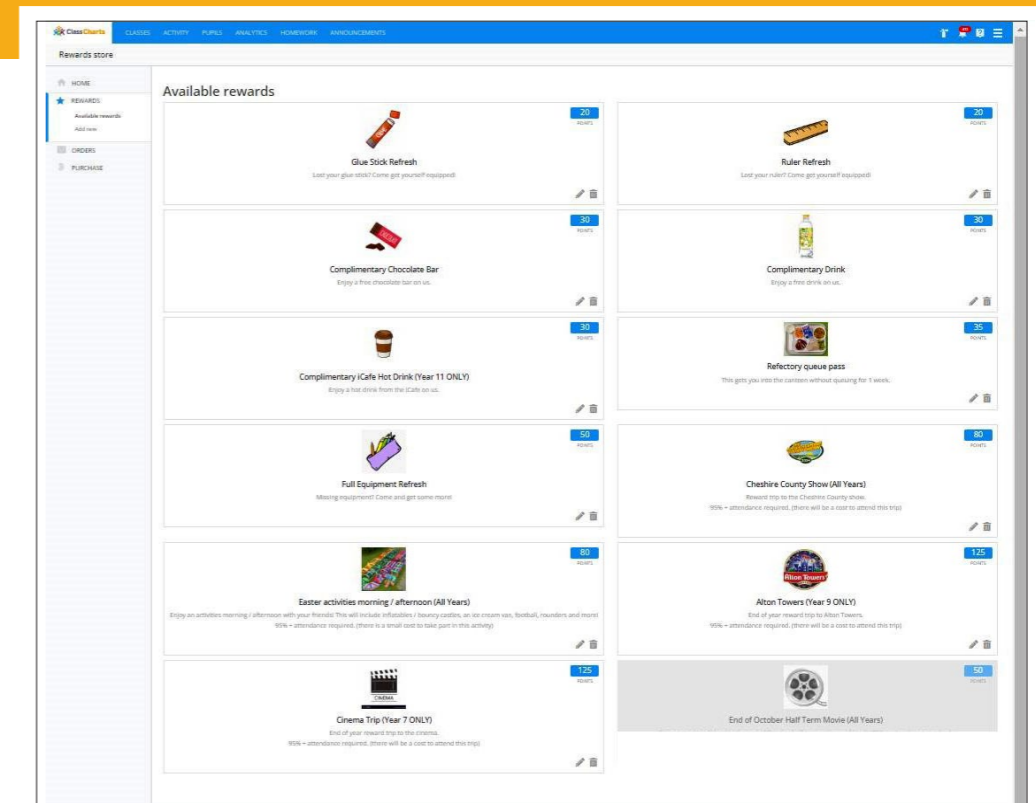 ClassCharts CLASSES ACTIVITY PUPILS ANALYTICS HOMEWORK ANNOUNCEMENTS
Rewards store
HOME
REWARDS
Available rewards
Add new
ORDERS
PURCHASE
Available rewards
20
POINTS
Glue Stick Refresh
Lost your glue stick? Come get yourself equipped!
20
POINTS
Ruler Refresh
Lost your ruler? Come get yourself equipped!
30
POINTS
Complimentary Chocolate Bar
Enjoy a free chocolate bar on us.
30
POINTS
Complimentary Drink
Enjoy a free drink on us.
30
POINTS
Complimentary iCafe Hot Drink (Year 11 ONLY)
Enjoy a hot drink from the iCafe on us.
35
POINTS
Refectory queue pass
This gets you into the canteen without queuing for 1 week.
50
POINTS
Full Equipment Refresh
Missing equipment? Come and get some more!
80
POINTS
Cheshire County Show (All Years)
Reward trip to the Cheshire County show.
95% + attendance required. (there will be a cost to attend this trip)
80
POINTS
Easter activities morning / afternoon (All Years)
Enjoy an activities morning / afternoon with your friends! This will include inflatables / bouncy castles, an ice cream van, football, rounders and more!
95% + attendance required. (there is a small cost to take part in this activity)
125
POINTS
Alton Towers
Alton Towers (Year 9 ONLY)
End of year reward trip to Alton Towers.
95% + attendance required. (there will be a cost to attend this trip)
125
POINTS
CINEMA
Cinema Trip (Year 7 ONLY)
End of year reward trip to the cinema.
95% + attendance required. (there will be a cost to attend this trip)
50
POINTS
End of October Half Term Movie (All Years)